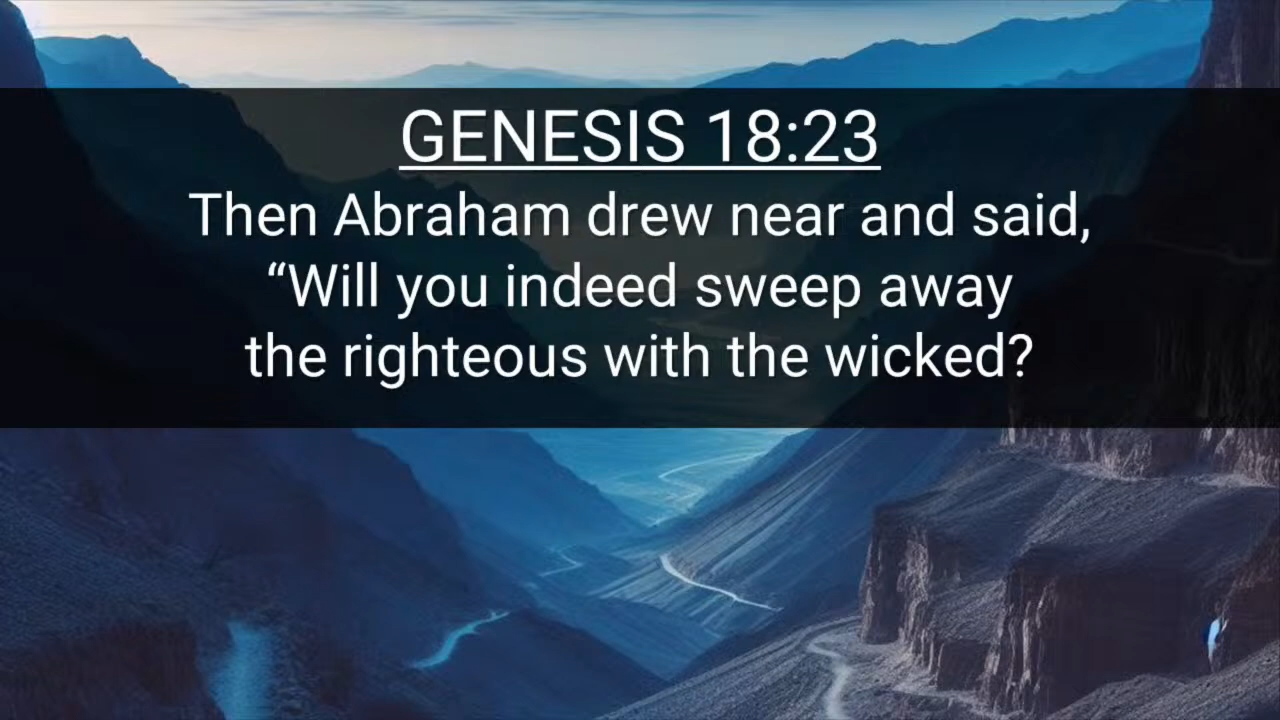 GENESIS 18:23
Then Abraham drew near and said,
“Will you indeed sweep away
the righteous with the wicked?